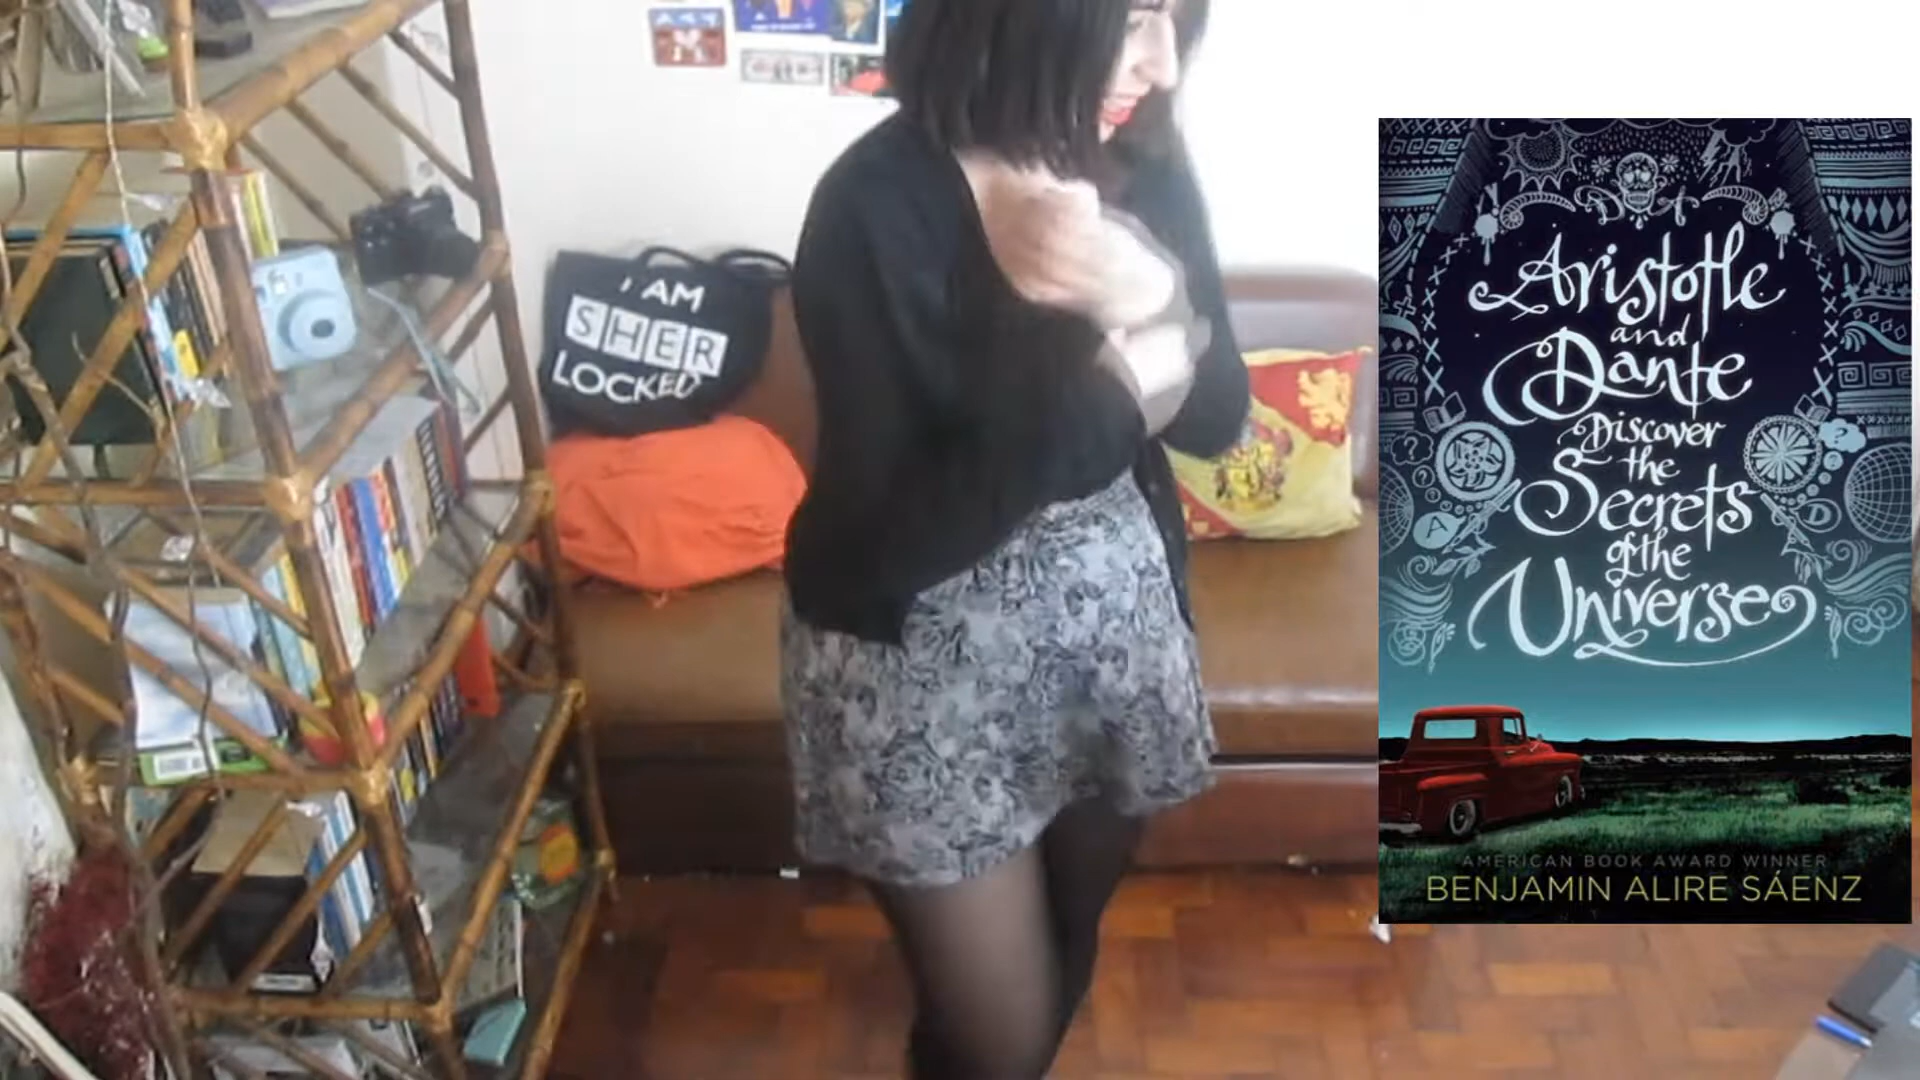 I AM
SHER
LOCKED
Aristotle
and
Dante
Discover
the
Secrets
of the
Universe
A
D
AMERICAN BOOK AWARD WINNER
BENJAMIN ALIRE SÁENZ